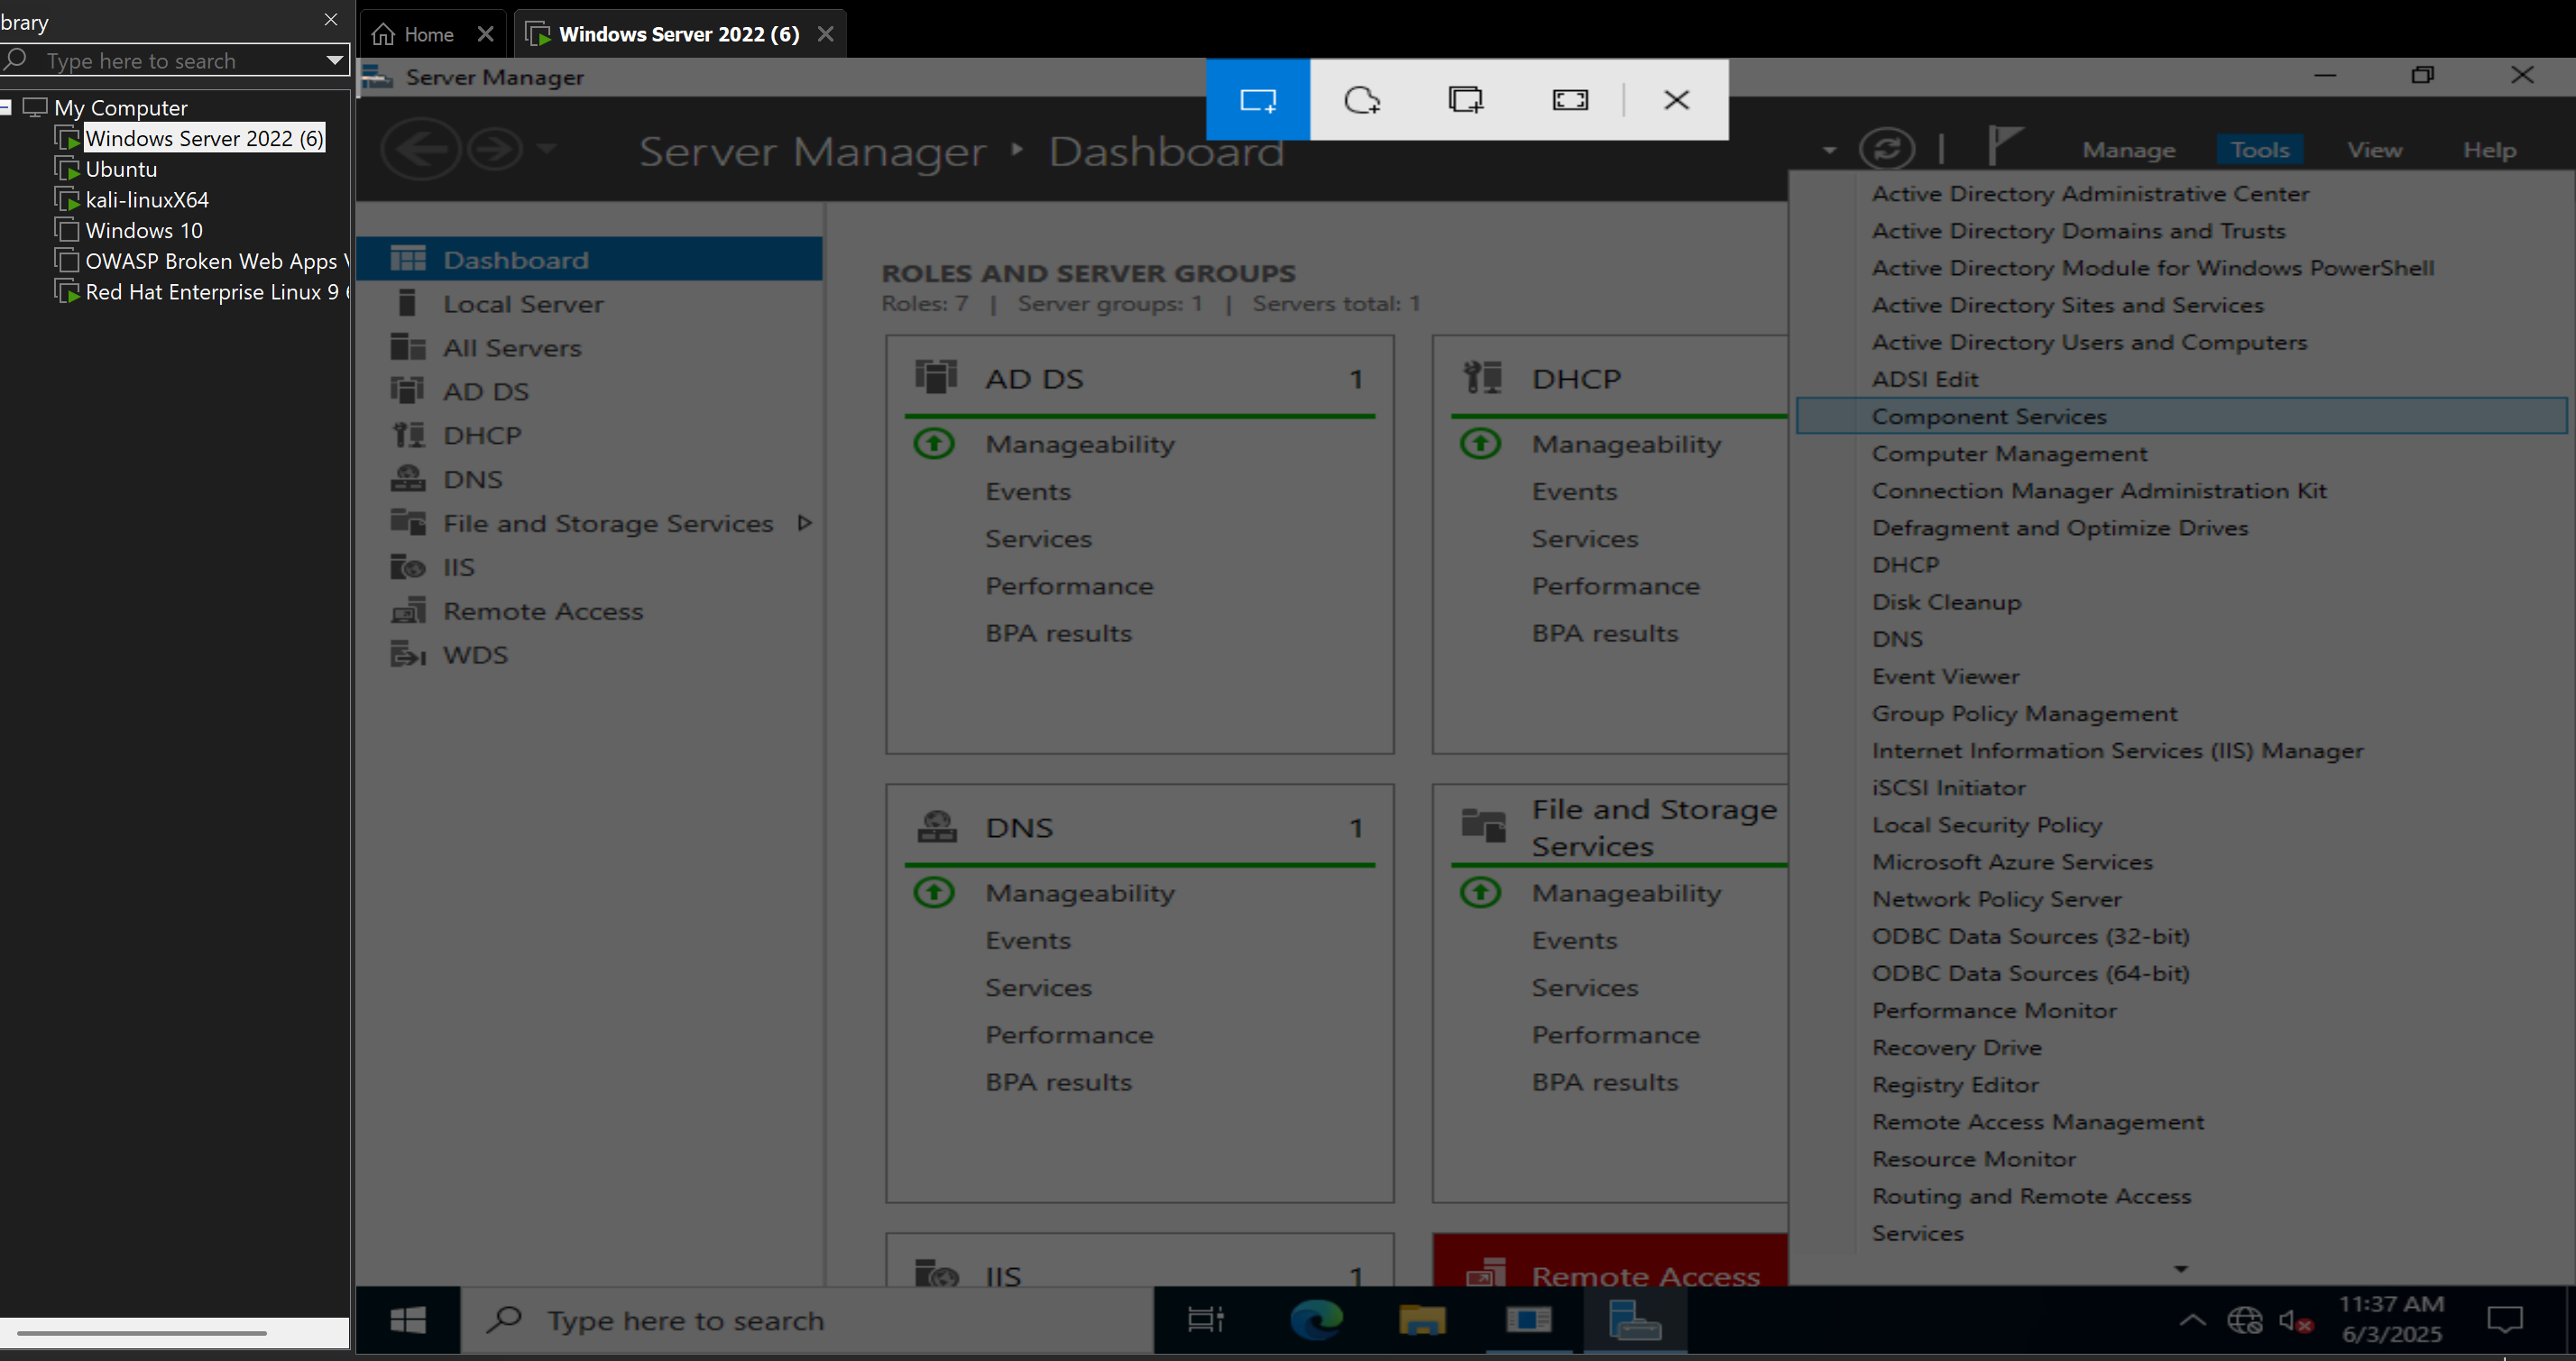 brary
Type here to search
My Computer
Windows Server 2022 (6)
Ubuntu
kali-linuxX64
Windows 10
OWASP Broken Web Apps
Red Hat Enterprise Linux 9
Home
Windows Server 2022 (6)
Server Manager
Server Manager
Dashboard
Manage
Tools
View
Help
Dashboard
Local Server
All Servers
AD DS
DHCP
DNS
File and Storage Services
IIS
Remote Access
WDS
ROLES AND SERVER GROUPS
Roles: 7 | Server groups: 1 | Servers total: 1
AD DS 1
Manageability
Events
Services
Performance
BPA results
DHCP
Manageability
Events
Services
Performance
BPA results
DNS 1
Manageability
Events
Services
Performance
BPA results
File and Storage
Services
Manageability
Events
Services
Performance
BPA results
IIS 1
Remote Access
Active Directory Administrative Center
Active Directory Domains and Trusts
Active Directory Module for Windows PowerShell
Active Directory Sites and Services
Active Directory Users and Computers
ADSI Edit
Component Services
Computer Management
Connection Manager Administration Kit
Defragment and Optimize Drives
DHCP
Disk Cleanup
DNS
Event Viewer
Group Policy Management
Internet Information Services (IIS) Manager
iSCSI Initiator
Local Security Policy
Microsoft Azure Services
Network Policy Server
ODBC Data Sources (32-bit)
ODBC Data Sources (64-bit)
Performance Monitor
Recovery Drive
Registry Editor
Remote Access Management
Resource Monitor
Routing and Remote Access
Services
Type here to search
11:37 AM
6/3/2025